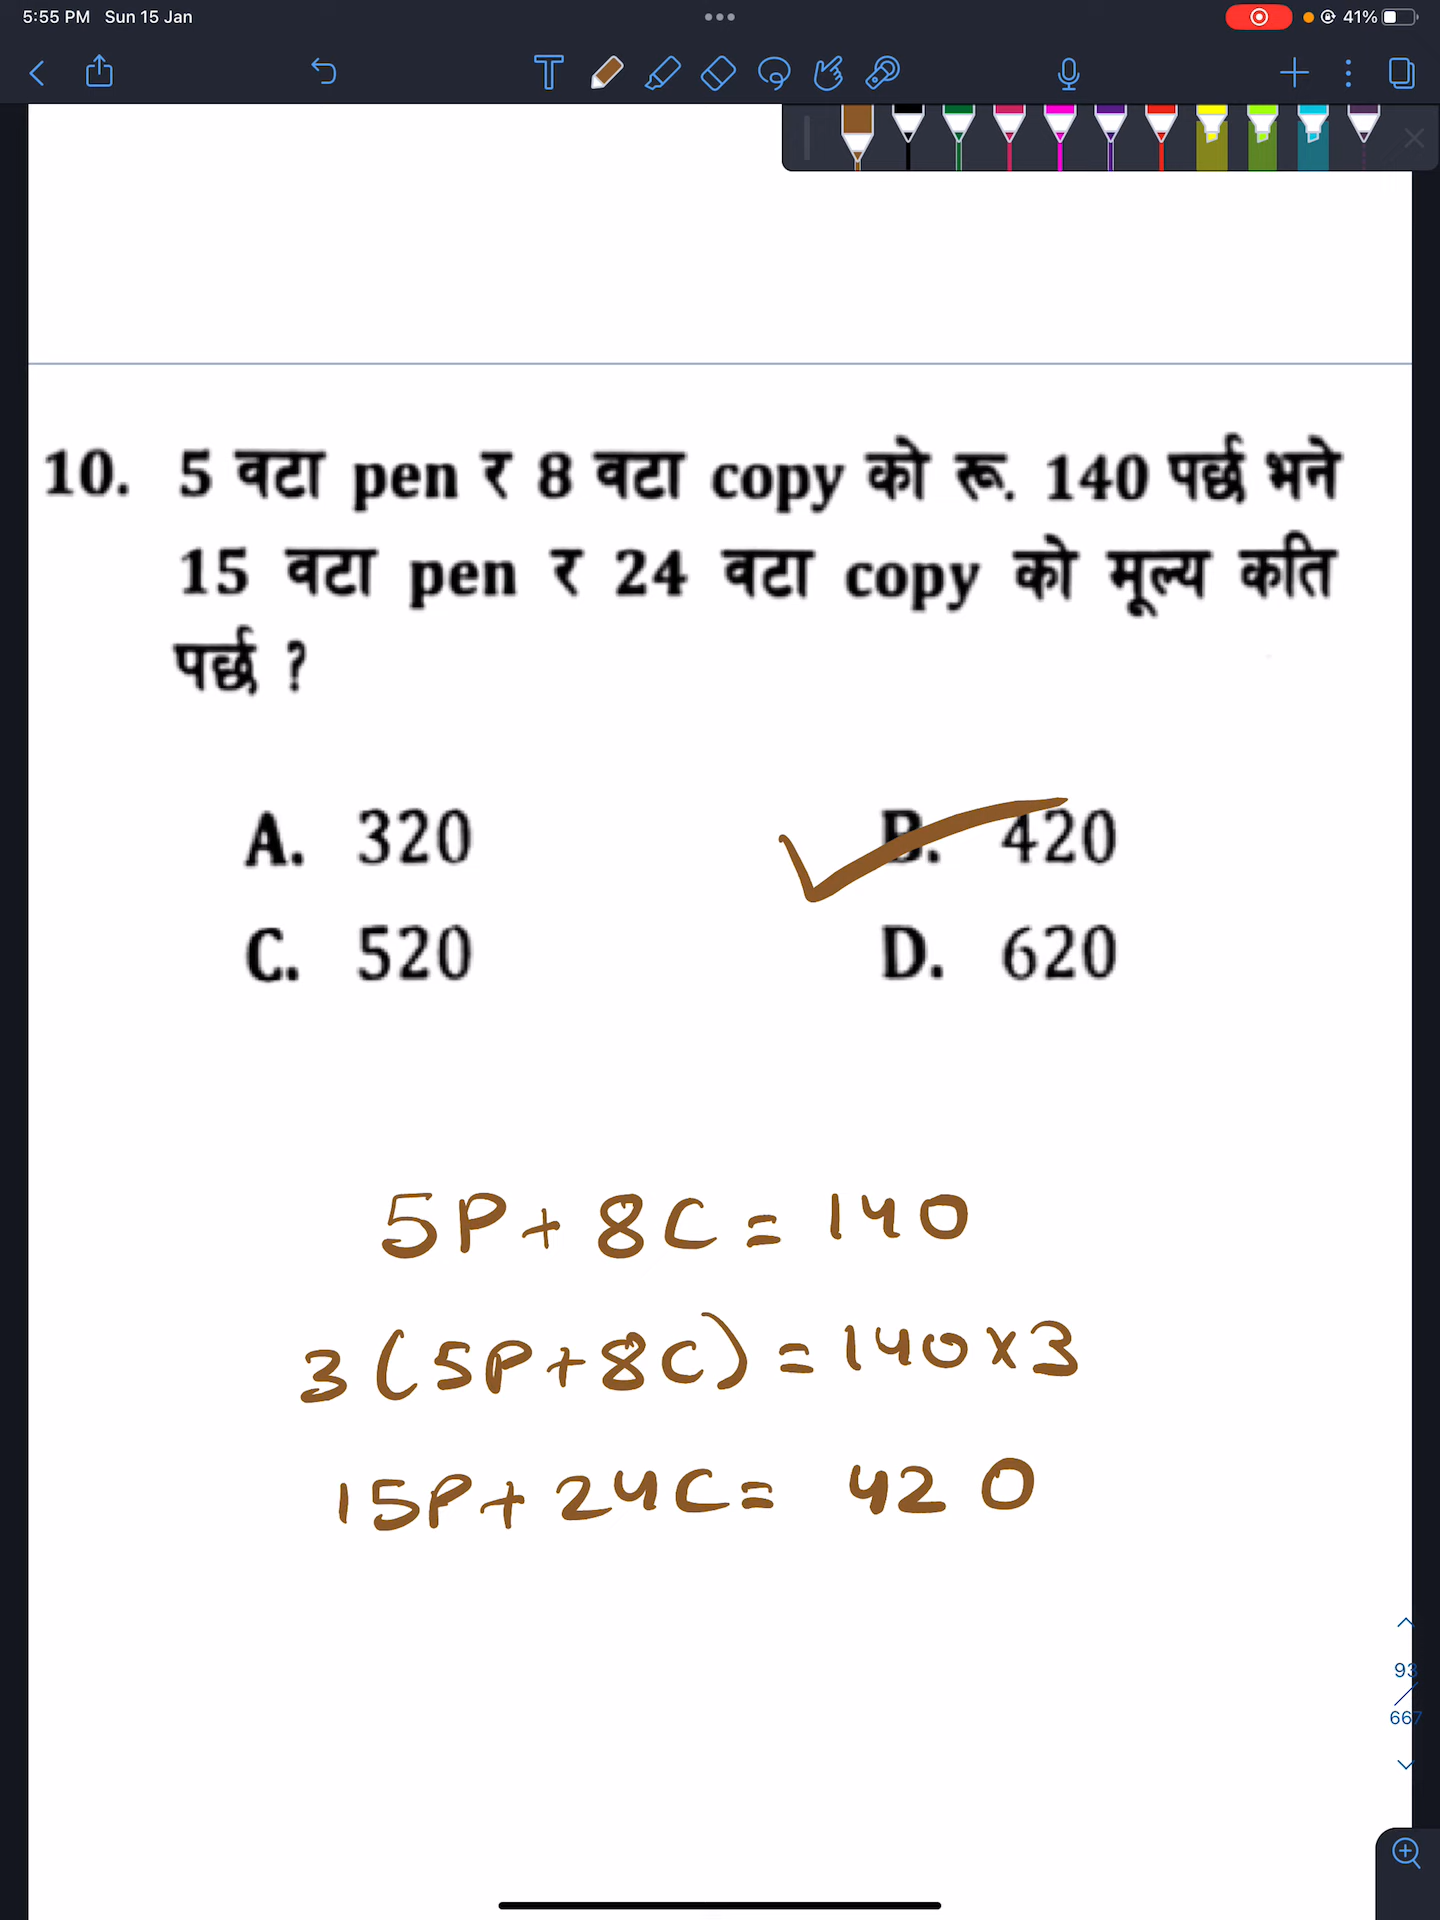 5:55 PM Sun 15 Jan
41%
10. 5 वटा pen र 8 वटा copy को रू. 140 पर्छ भने
15 वटा pen र 24 वटा copy को मूल्य कति
पर्छ ?
A. 320 B. 420
C. 520 D. 620
5P + 8C = 140
3 (5P+8C) = 140 x 3
15P + 24C = 420
93
667